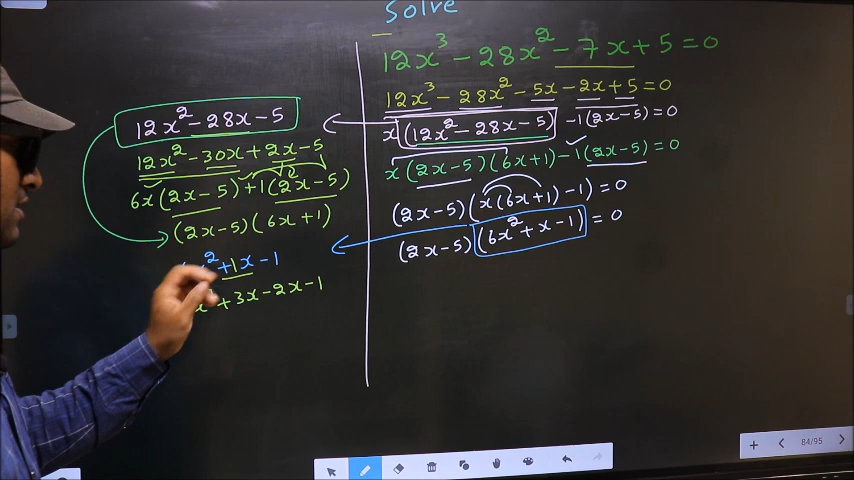 Solve
12x³ - 28x² - 7x + 5 = 0
12x³ - 28x² - 5x - 2x + 5 = 0
x(12x² - 28x - 5) - 1(2x - 5) = 0
x(2x - 5)(6x + 1) - 1(2x - 5) = 0
(2x - 5)(x(6x + 1) - 1) = 0
(2x - 5)(6x² + x - 1) = 0
12x² - 28x - 5
12x² - 30x + 2x - 5
6x(2x - 5) + 1(2x - 5)
(2x - 5)(6x + 1)
x² + 1x - 1
x² + 3x - 2x - 1
84/95